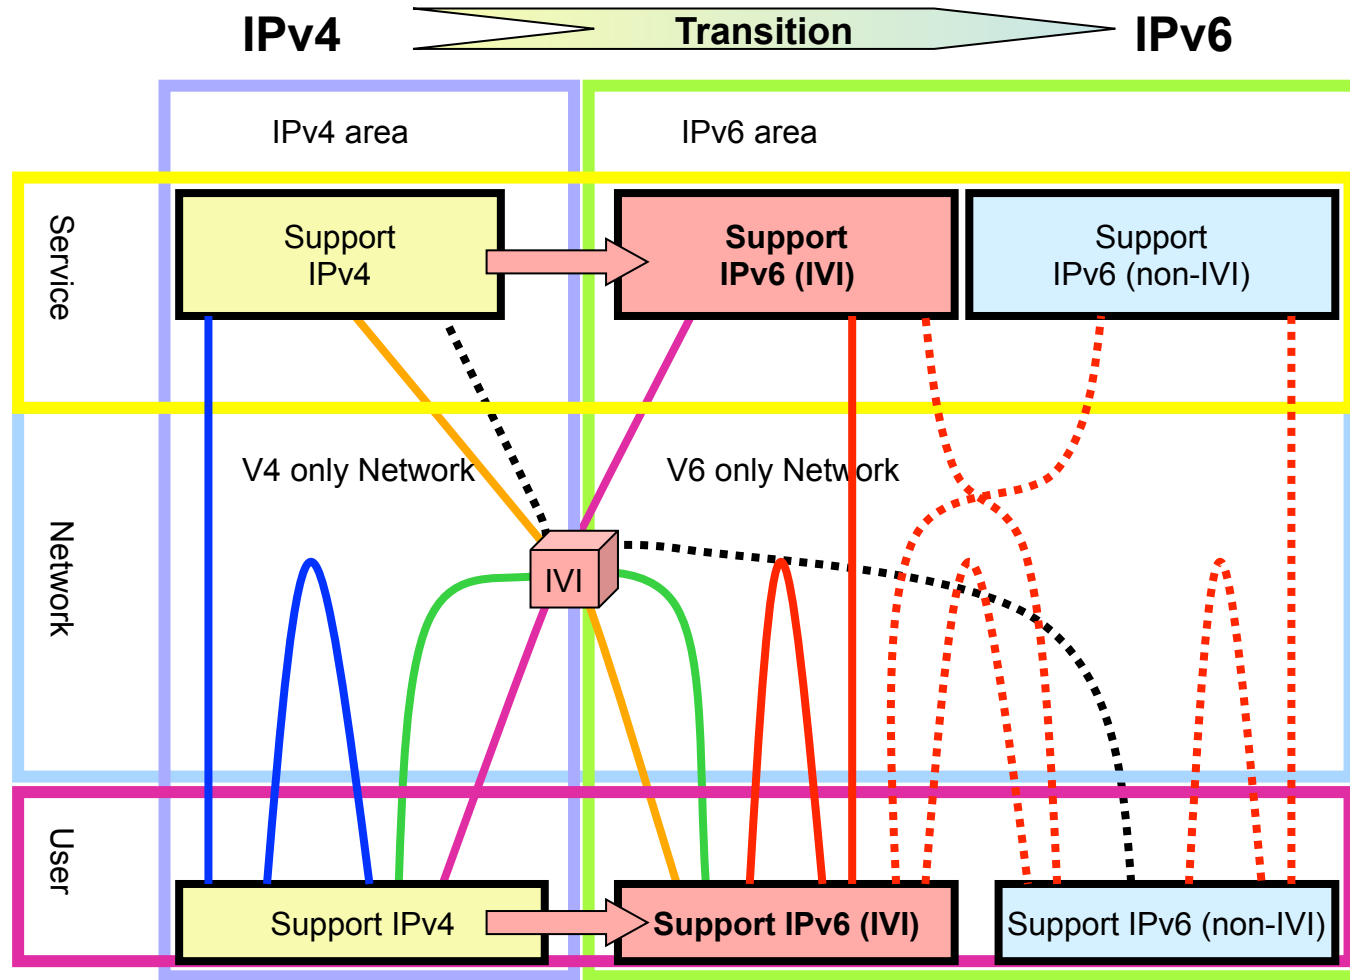 IPv4
Transition
IPv6
IPv4 area
IPv6 area
Service
Support
IPv4
Support
IPv6 (IVI)
Support
IPv6 (non-IVI)
V4 only Network
V6 only Network
Network
IVI
User
Support IPv4
Support IPv6 (IVI)
Support IPv6 (non-IVI)